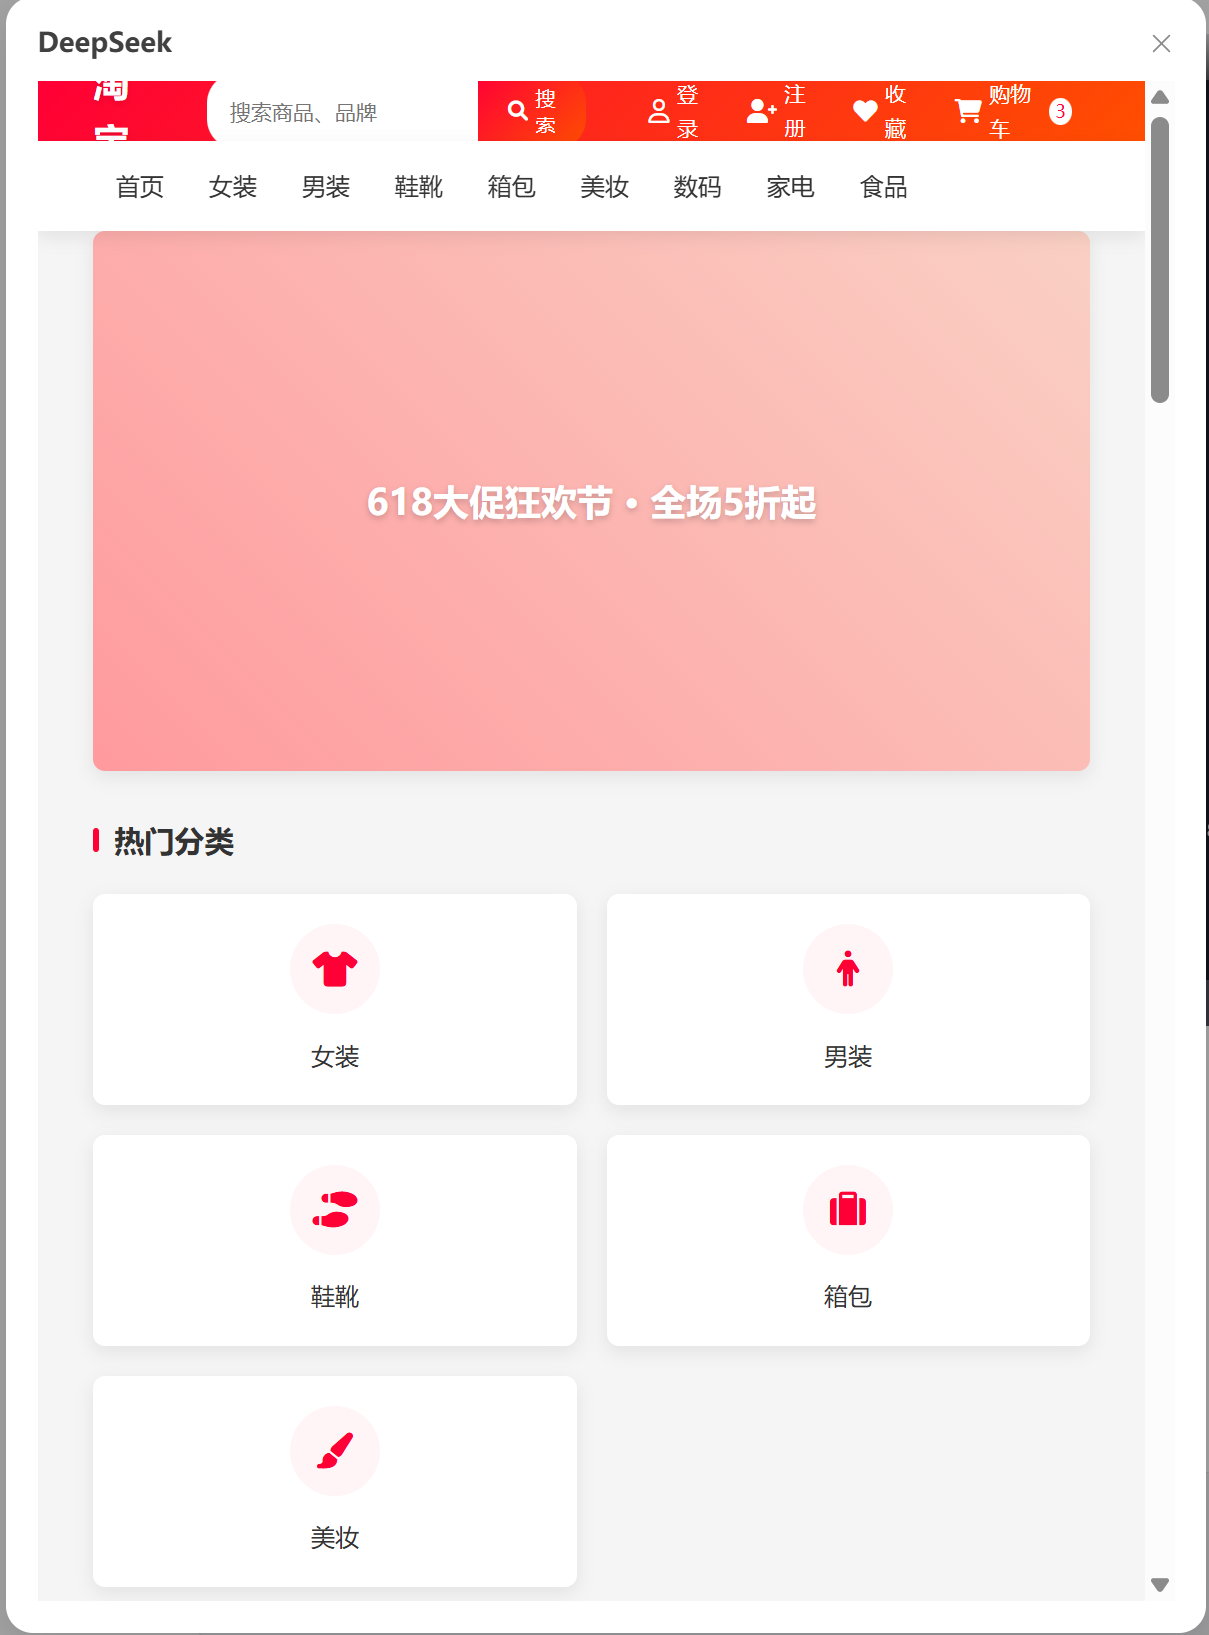 DeepSeek
淘
搜索商品、品牌
搜
索
登
录
注
册
收
藏
购物
车
3
首页 女装 男装 鞋靴 箱包 美妆 数码 家电 食品
618大促狂欢节 · 全场5折起
热门分类
女装 男装
鞋靴 箱包
美妆